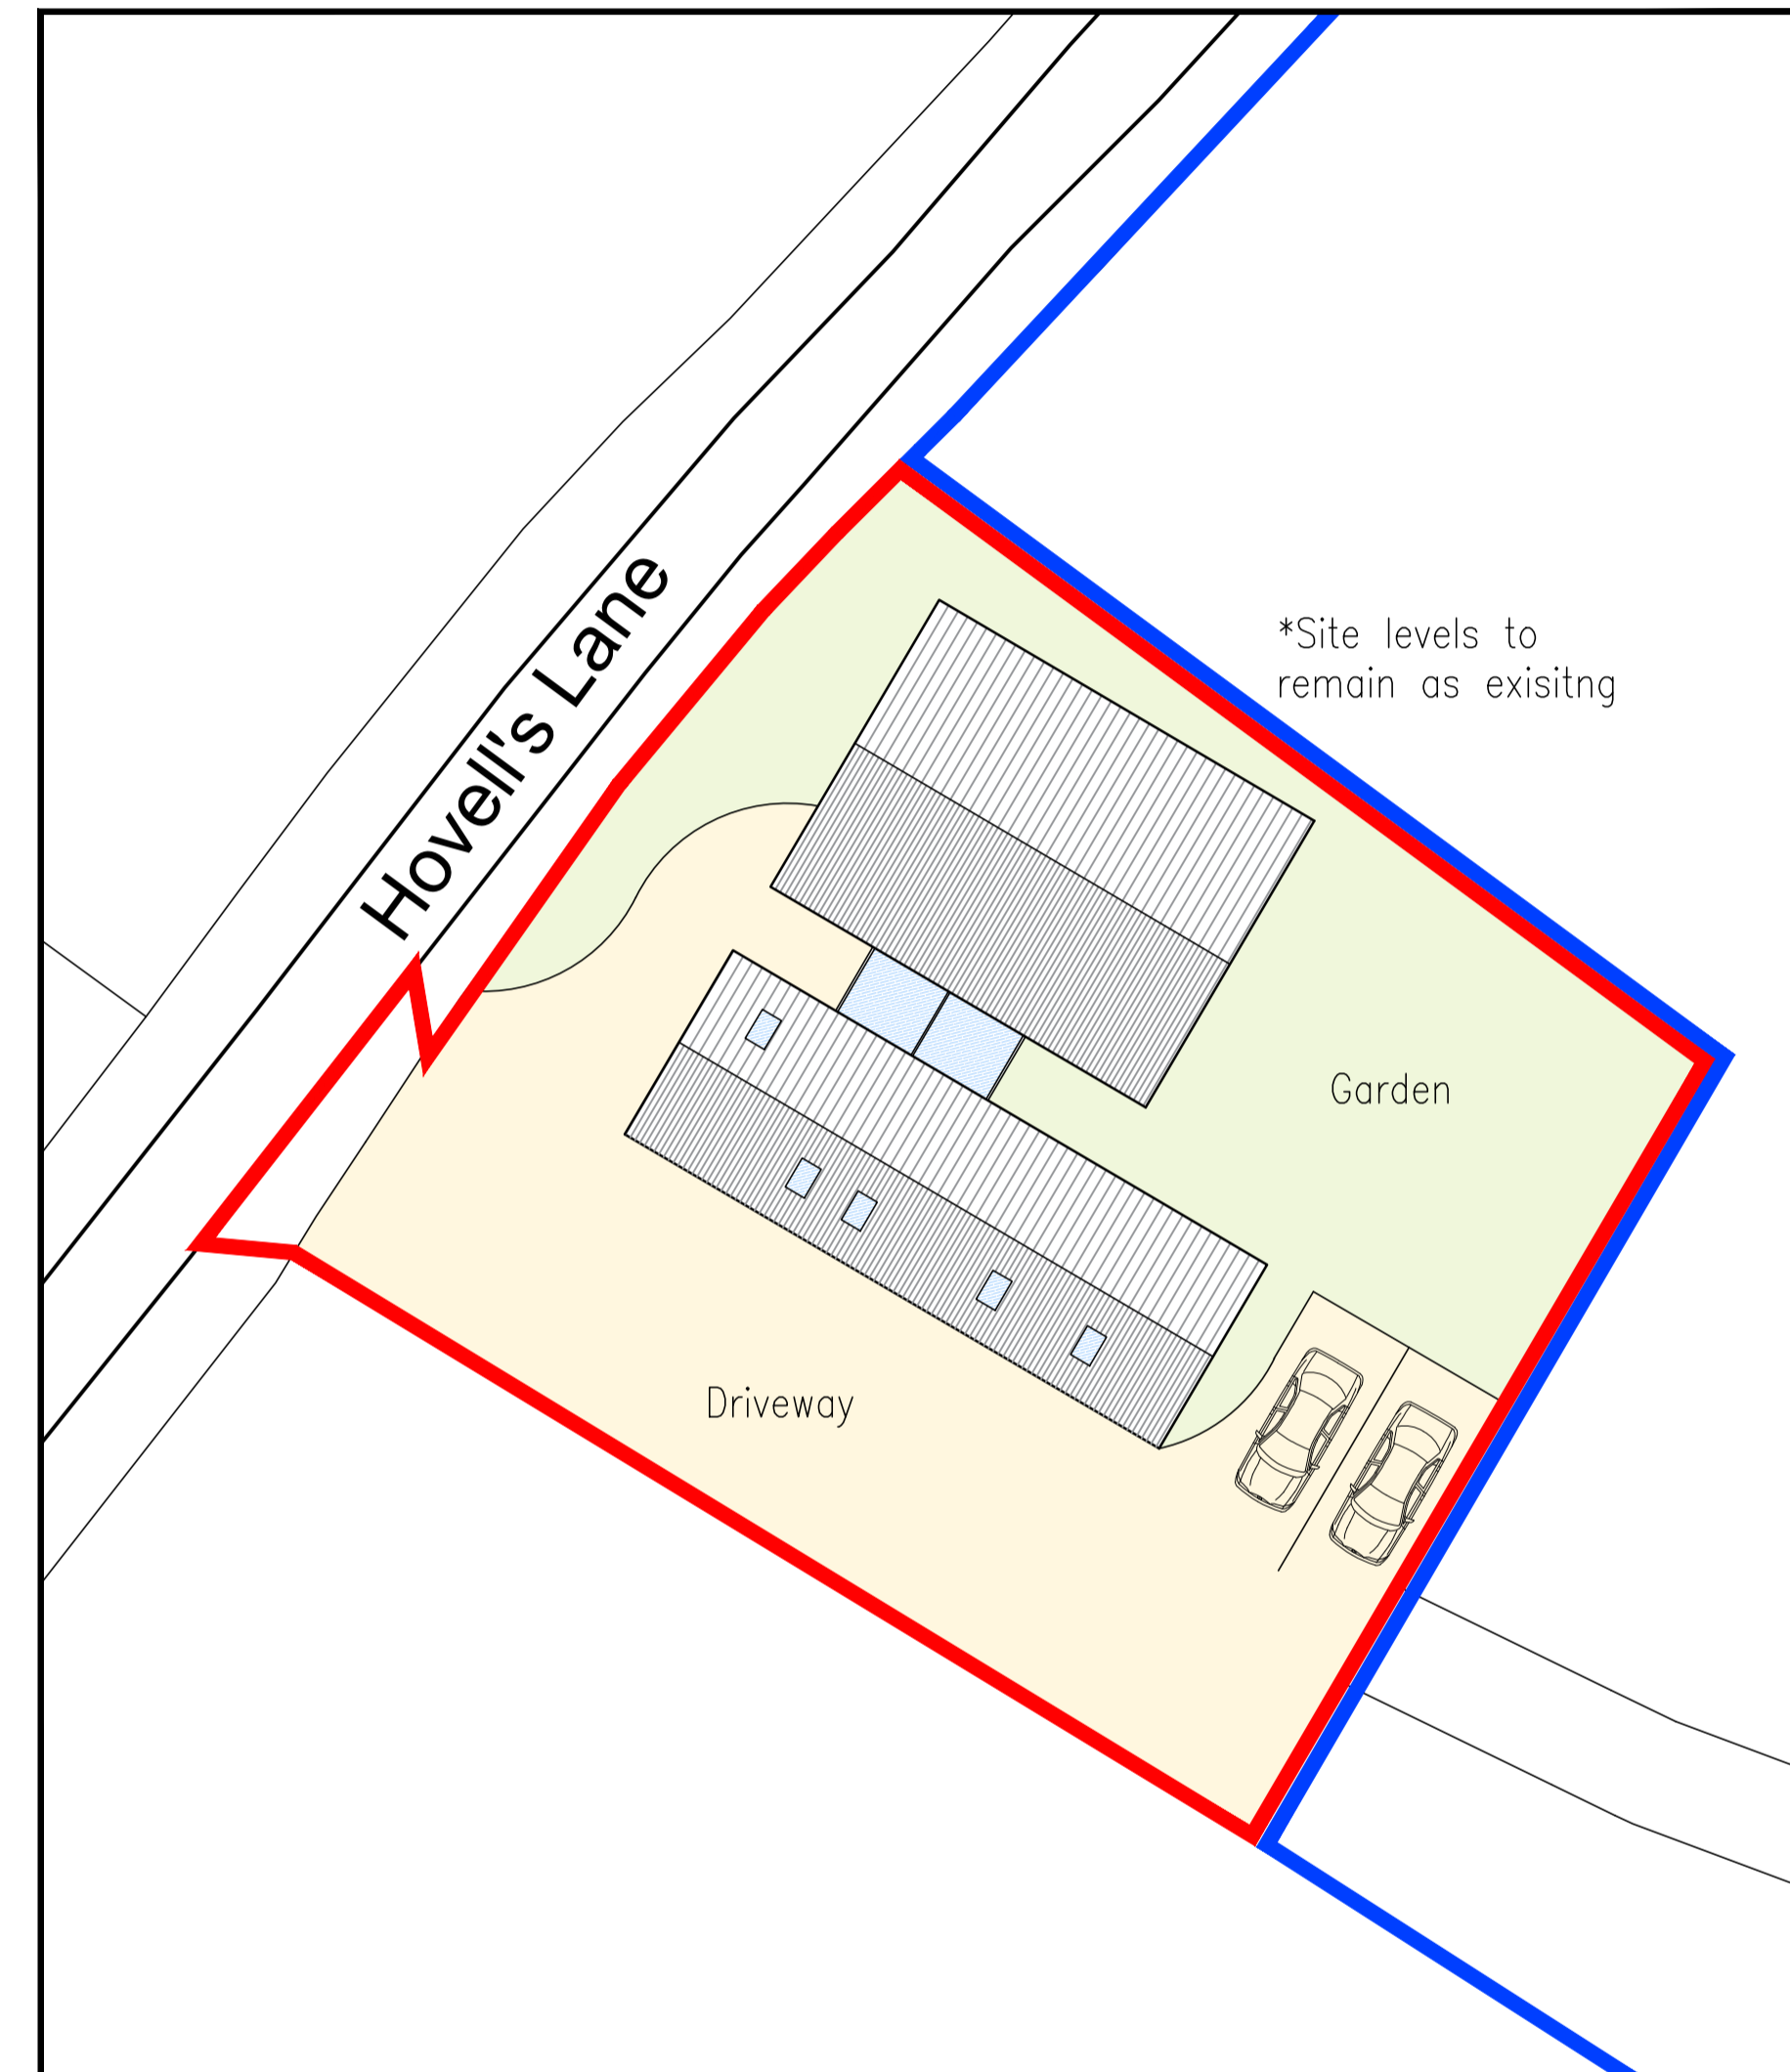 Hovell's Lane
*Site levels to
remain as exisitng
Garden
Driveway